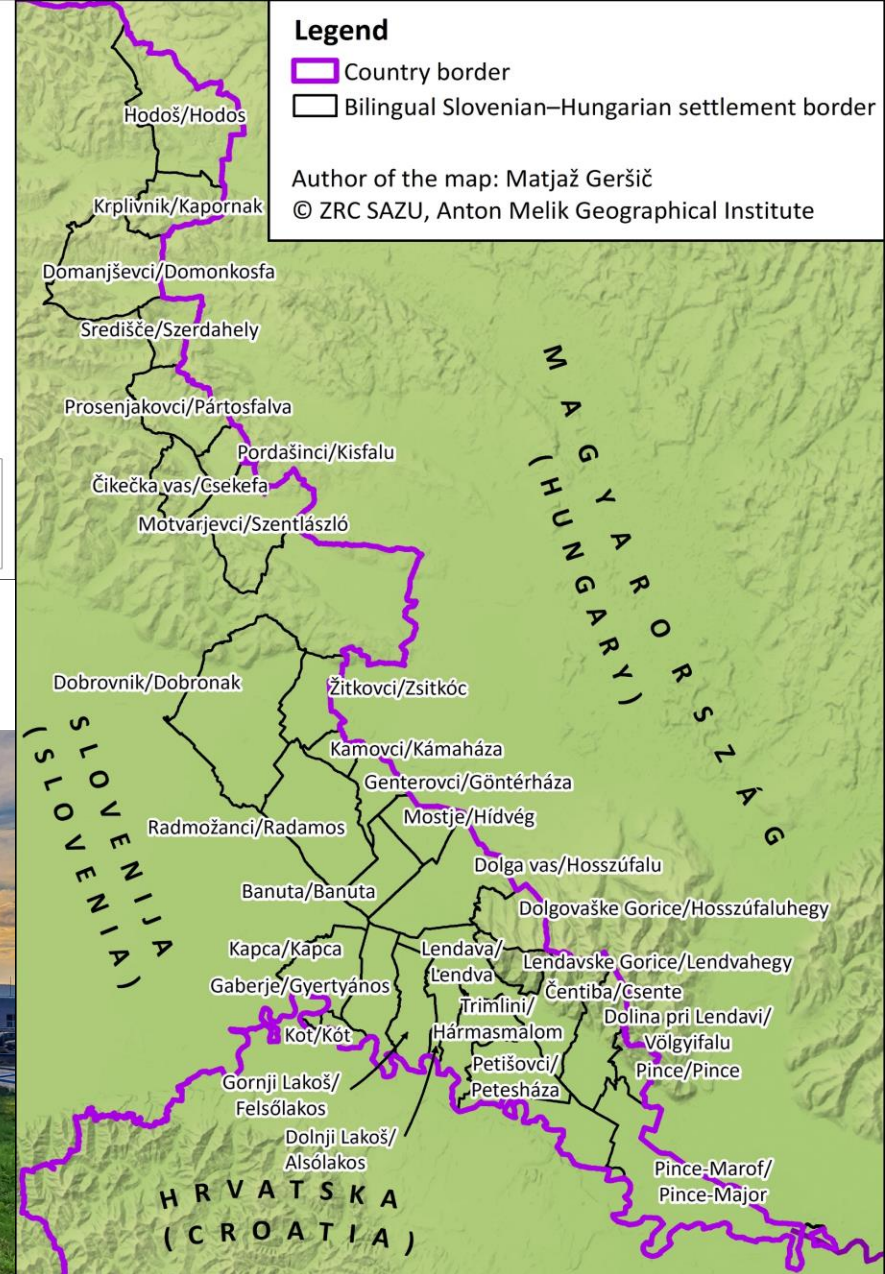 Legend
Country border
Bilingual Slovenian–Hungarian settlement border
Author of the map: Matjaž Geršič
© ZRC SAZU, Anton Melik Geographical Institute
Hodoš/Hodos
Krplivnik/Kapornak
Domanjševci/Domonkosfa
Središče/Szerdahely
Prosenjakovci/Pártosfalva
Pordašinci/Kisfalu
Čikečka vas/Csekefa
Motvarjevci/Szentlászló
MAGYARORSZÁG
(HUNGARY)
Dobrovnik/Dobronak
Žitkovci/Zsitkóc
SLOVENIJA
(SLOVENIA)
Kamovci/Kámaháza
Genterovci/Göntérháza
Mostje/Hídvég
Radmožanci/Radamos
Dolga vas/Hosszúfalu
Banuta/Banuta
Dolgovaške Gorice/Hosszúfaluhegy
Kapca/Kápca
Lendava/
Lendva
Lendavske Gorice/Lendvahegy
Gaberje/Gyertyános
Čentiba/Csente
Trimlini/
Hármasmalom
Dolina pri Lendavi/
Völgyifalu
Kot/Kót
Petišovci/
Petesháza
Pince/Pince
Gornji Lakoš/
Felsőlakos
Dolnji Lakoš/
Alsólakos
Pince-Marof/
Pince-Major
HRVATSKA
(CROATIA)